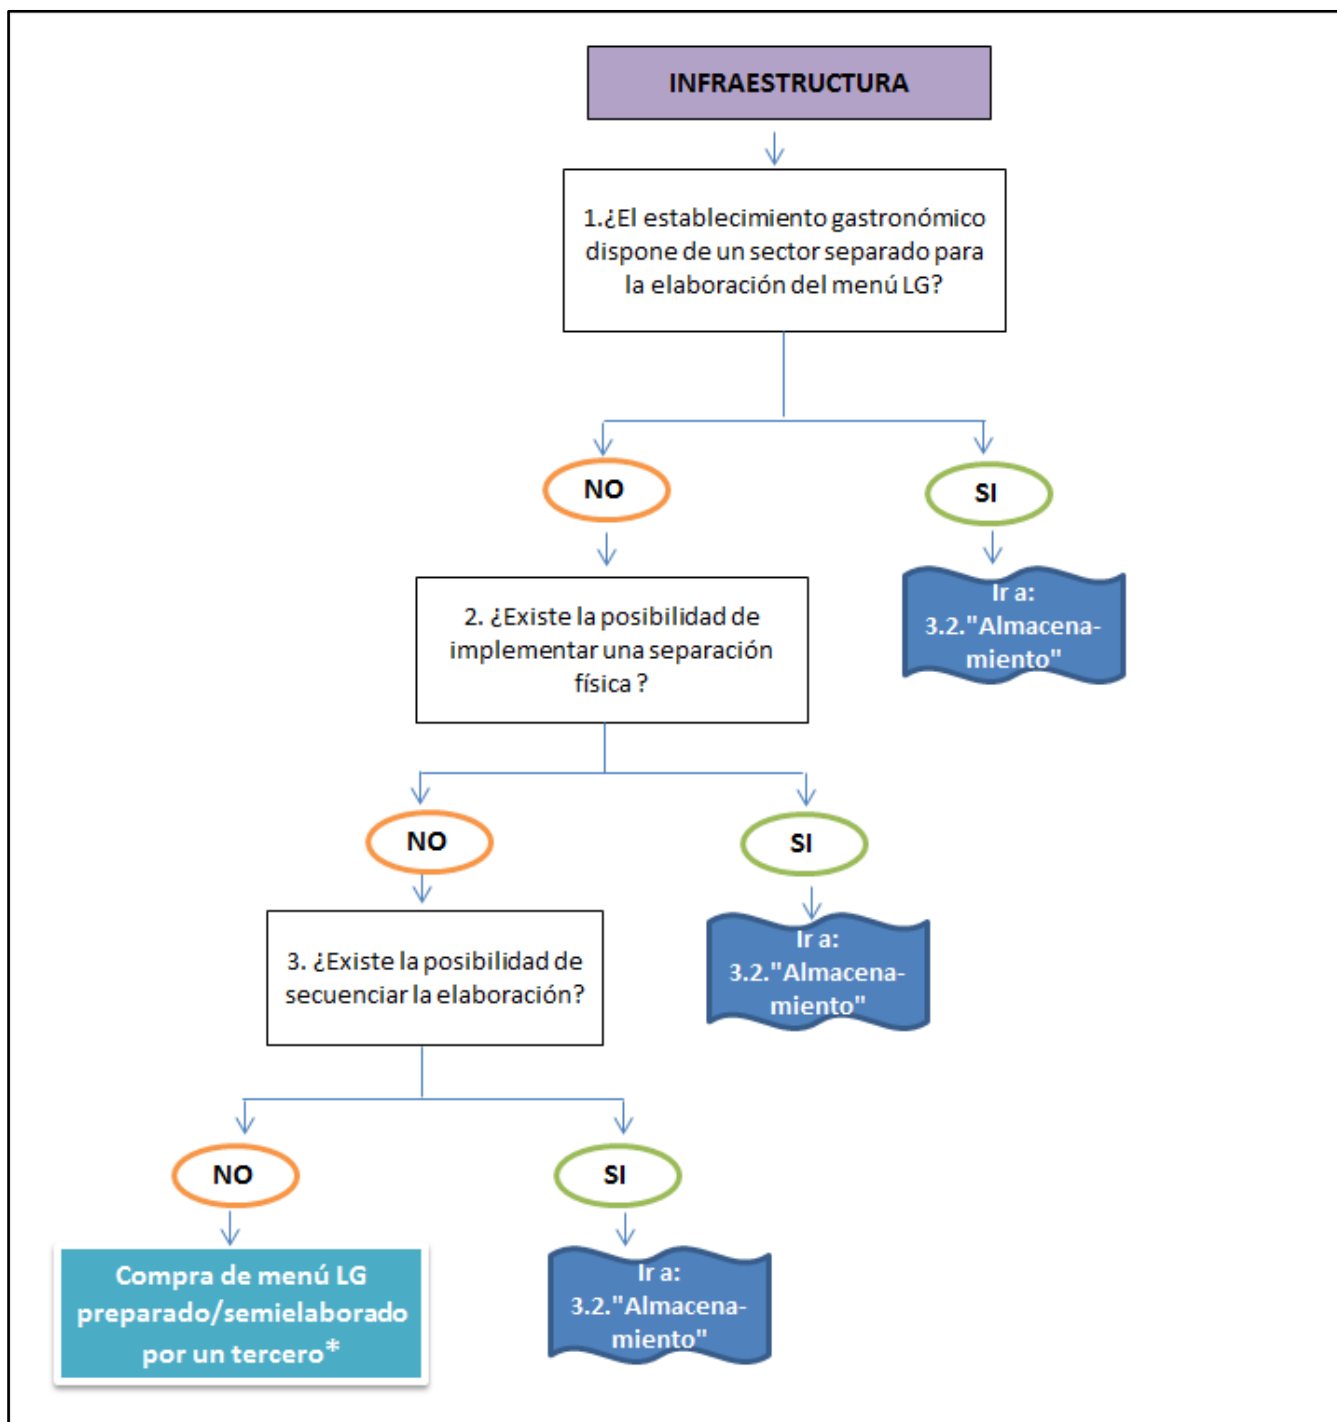 INFRAESTRUCTURA
1.¿El establecimiento gastronómico
dispone de un sector separado para
la elaboración del menú LG?
NO
SI
Ir a:
3.2."Almacena-
miento"
2. ¿Existe la posibilidad de
implementar una separación
física ?
NO
SI
Ir a:
3.2."Almacena-
miento"
3. ¿Existe la posibilidad de
secuenciar la elaboración?
NO
SI
Compra de menú LG
preparado/semielaborado
por un tercero*
Ir a:
3.2."Almacena-
miento"